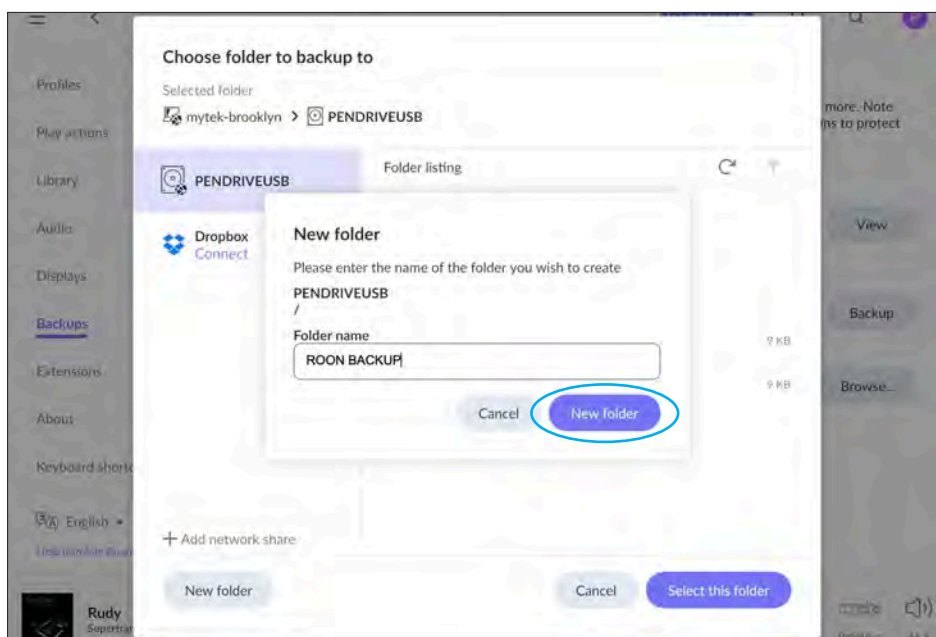 Choose folder to backup to
Selected folder
mytek-brooklyn > PENDRIVEUSB
Profiles
Play actions
Library
Audio
Displays
Backups
Extensions
About
Keyboard short
English
PENDRIVEUSB
Dropbox
Connect
Folder listing
New folder
Please enter the name of the folder you wish to create
PENDRIVEUSB
/
Folder name
ROON BACKUP
Cancel
New folder
9 KB
9 KB
+ Add network share
New folder
Cancel
Select this folder
more. Note
ns to protect
View
Backup
Browse...
Rudy
Supertra